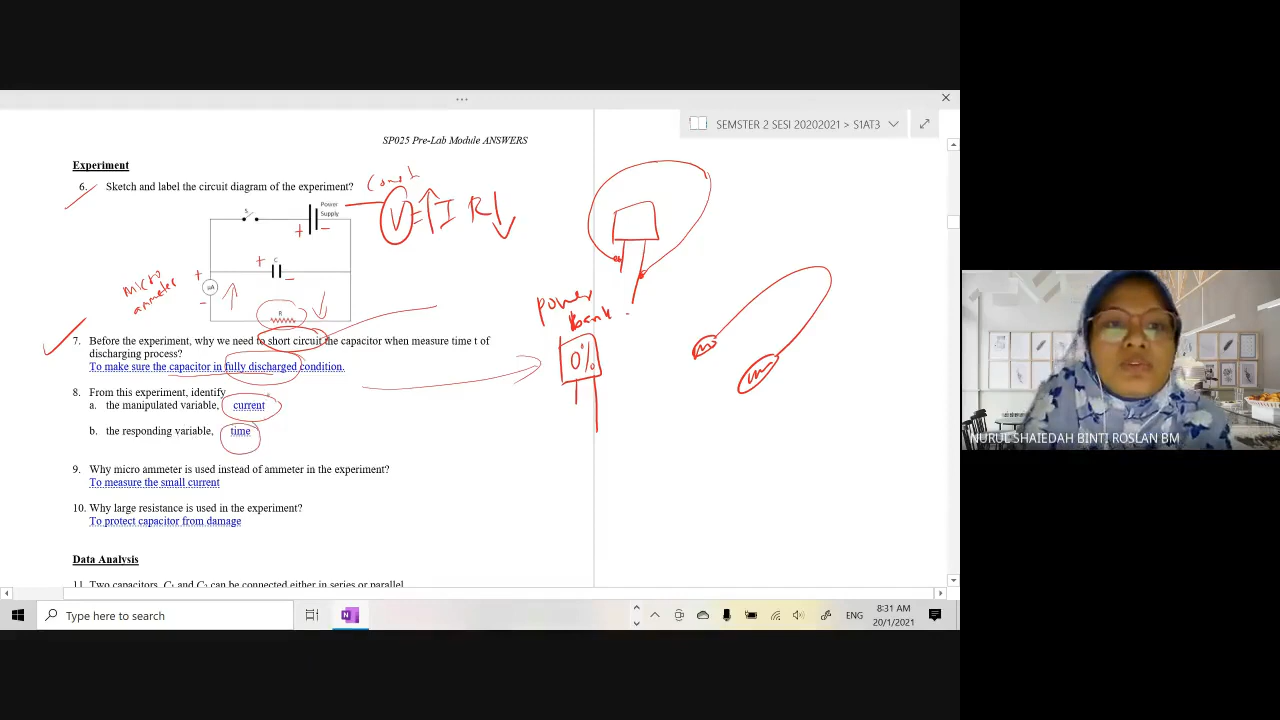 SEMSTER 2 SESI 20202021 > S1AT3
SP025 Pre-Lab Module ANSWERS
Experiment
6. Sketch and label the circuit diagram of the experiment?
const
V = ↑ I R ↓
S
Power
Supply
+ −
+ C −
micro
ammeter
+
μA
−
R
power
bank
0%
7. Before the experiment, why we need to short circuit the capacitor when measure time t of
discharging process?
To make sure the capacitor in fully discharged condition.
8. From this experiment, identify
a. the manipulated variable, current
b. the responding variable, time
9. Why micro ammeter is used instead of ammeter in the experiment?
To measure the small current
10. Why large resistance is used in the experiment?
To protect capacitor from damage
Data Analysis
11. Two capacitors, C1 and C2 can be connected either in series or parallel.
NURUL SHAIEDAH BINTI ROSLAN BM
Type here to search
N
ENG
8:31 AM
20/1/2021